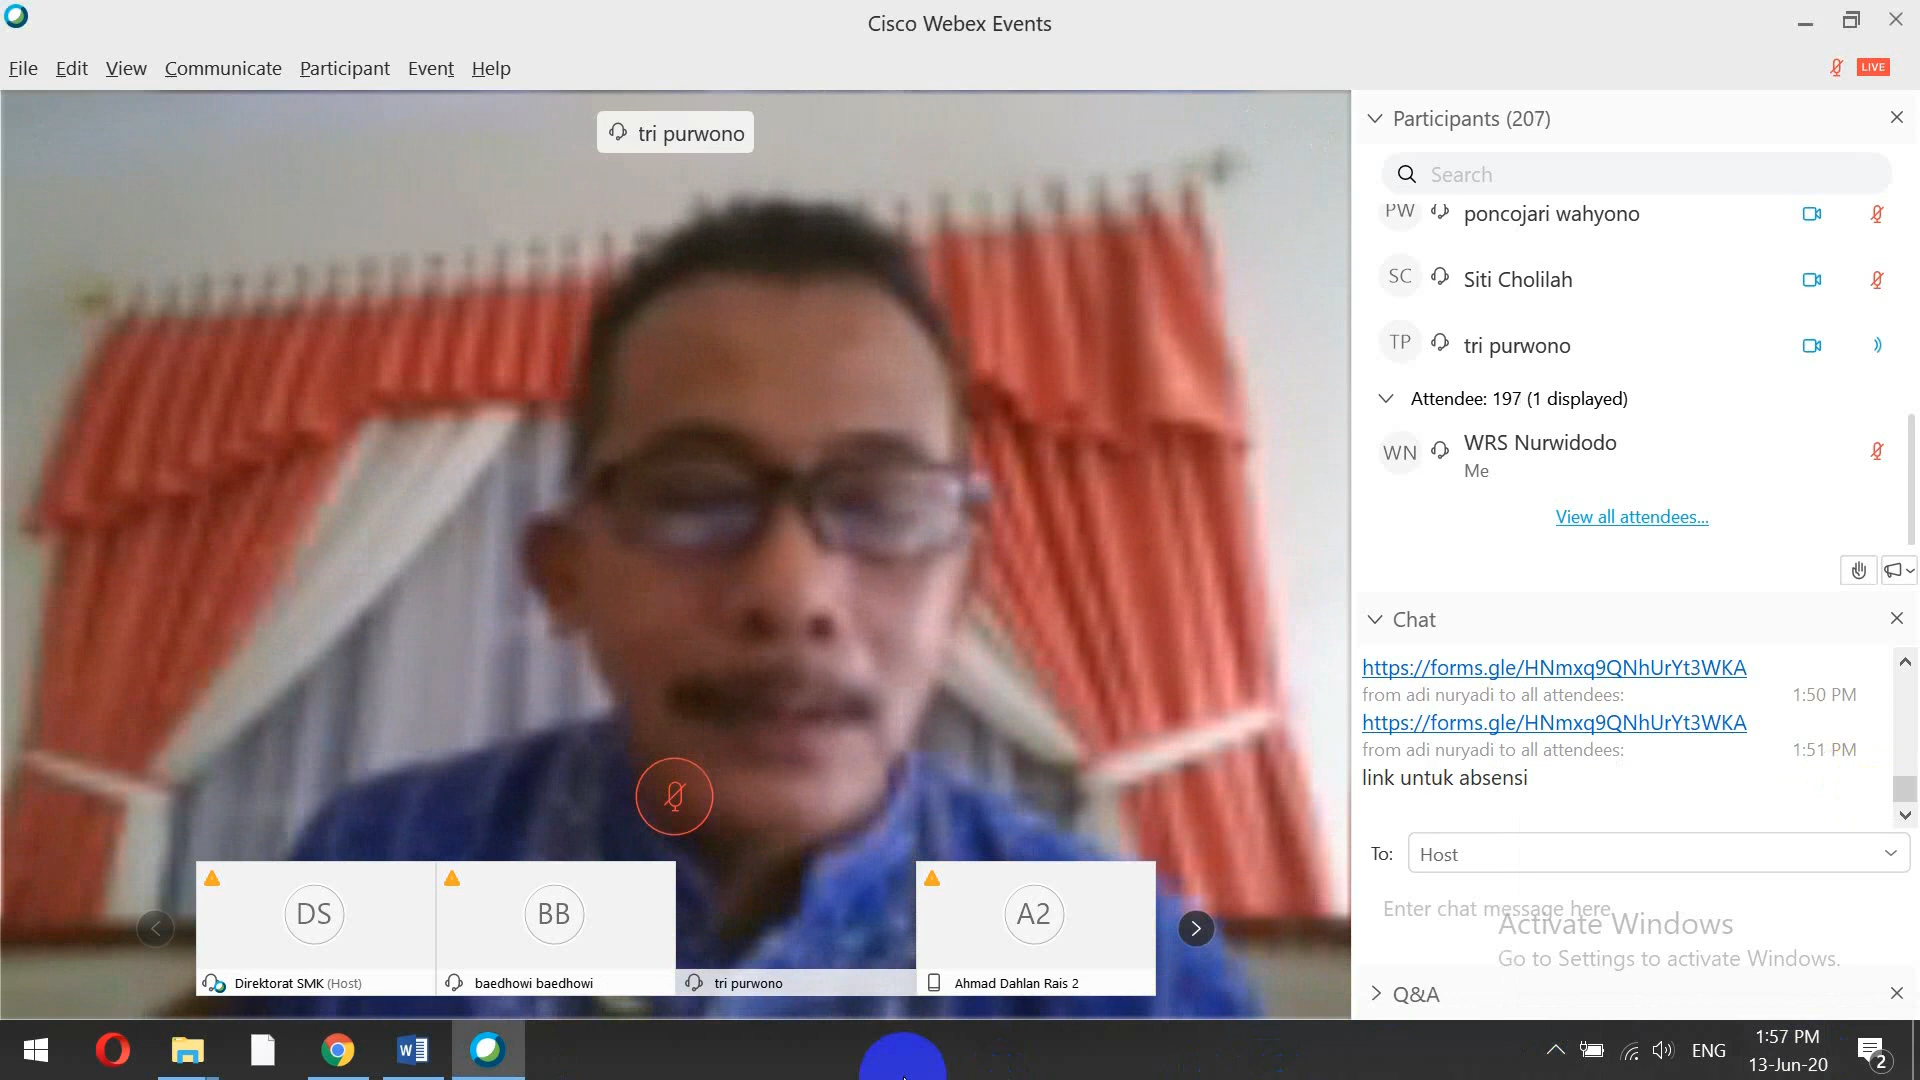 Cisco Webex Events
File Edit View Communicate Participant Event Help
LIVE
tri purwono
Participants (207)
Search
PW poncojari wahyono
SC Siti Cholilah
TP tri purwono
Attendee: 197 (1 displayed)
WN WRS Nurwidodo
Me
View all attendees...
Chat
https://forms.gle/HNmxq9QNhUrYt3WKA
from adi nuryadi to all attendees: 1:50 PM
https://forms.gle/HNmxq9QNhUrYt3WKA
from adi nuryadi to all attendees: 1:51 PM
link untuk absensi
To: Host
Enter chat message here
Activate Windows
Go to Settings to activate Windows.
Q&A
DS
Direktorat SMK (Host)
BB
baedhowi baedhowi
tri purwono
A2
Ahmad Dahlan Rais 2
W
ENG
1:57 PM
13-Jun-20
2